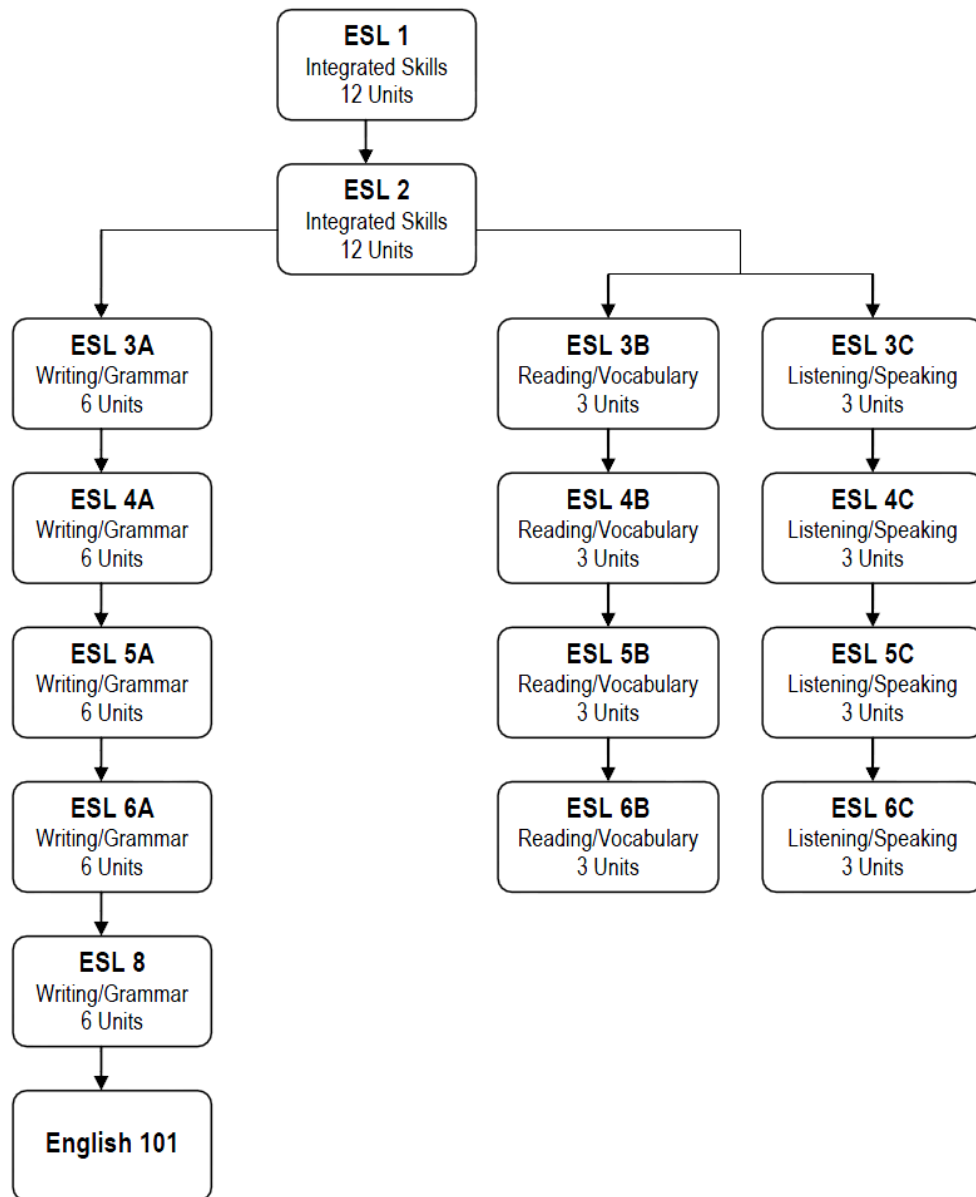 ESL 1
Integrated Skills
12 Units
ESL 2
Integrated Skills
12 Units
ESL 3A
Writing/Grammar
6 Units
ESL 3B
Reading/Vocabulary
3 Units
ESL 3C
Listening/Speaking
3 Units
ESL 4A
Writing/Grammar
6 Units
ESL 4B
Reading/Vocabulary
3 Units
ESL 4C
Listening/Speaking
3 Units
ESL 5A
Writing/Grammar
6 Units
ESL 5B
Reading/Vocabulary
3 Units
ESL 5C
Listening/Speaking
3 Units
ESL 6A
Writing/Grammar
6 Units
ESL 6B
Reading/Vocabulary
3 Units
ESL 6C
Listening/Speaking
3 Units
ESL 8
Writing/Grammar
6 Units
English 101